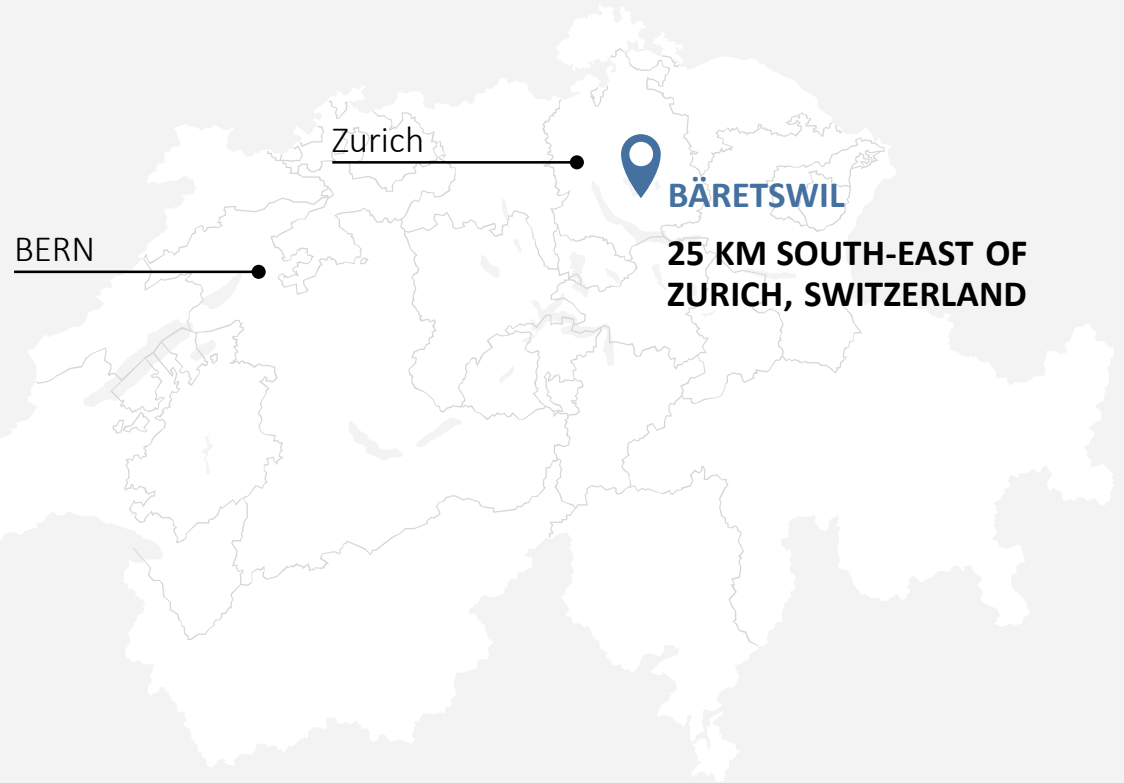 Zurich
BÄRETSWIL
BERN
25 KM SOUTH-EAST OF
ZURICH, SWITZERLAND